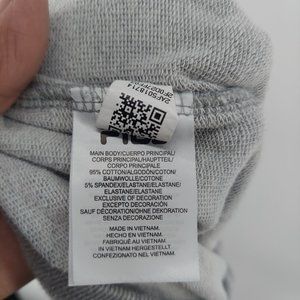 2AFS018714
MAIN BODY/CUERPO PRINCIPAL/
CORPS PRINCIPAL/HAUPTTEIL/
CORPO PRINCIPALE
95% COTTON/ALGODÓN/COTON/
BAUMWOLLE/COTONE
5% SPANDEX/ELASTANE/ELASTANE/
ELASTANE/ELASTANE
EXCLUSIVE OF DECORATION
EXCEPTO DECORACIÓN
SAUF DÉCORATION/OHNE DEKORATION
SENZA DECORAZIONE
MADE IN VIETNAM.
HECHO EN VIETNAM.
FABRIQUÉ AU VIETNAM
IN VIETNAM HERGESTELLT
CONFEZIONATO NEL VIETNAM.